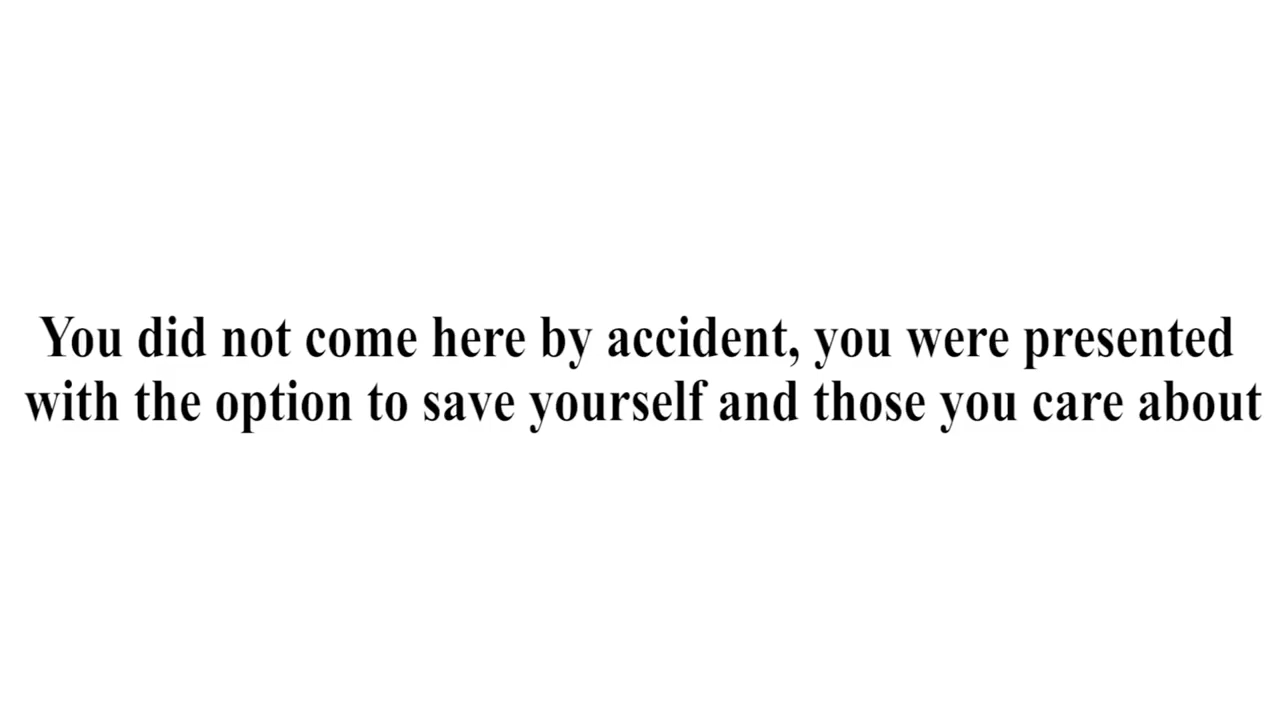 You did not come here by accident, you were presented
with the option to save yourself and those you care about